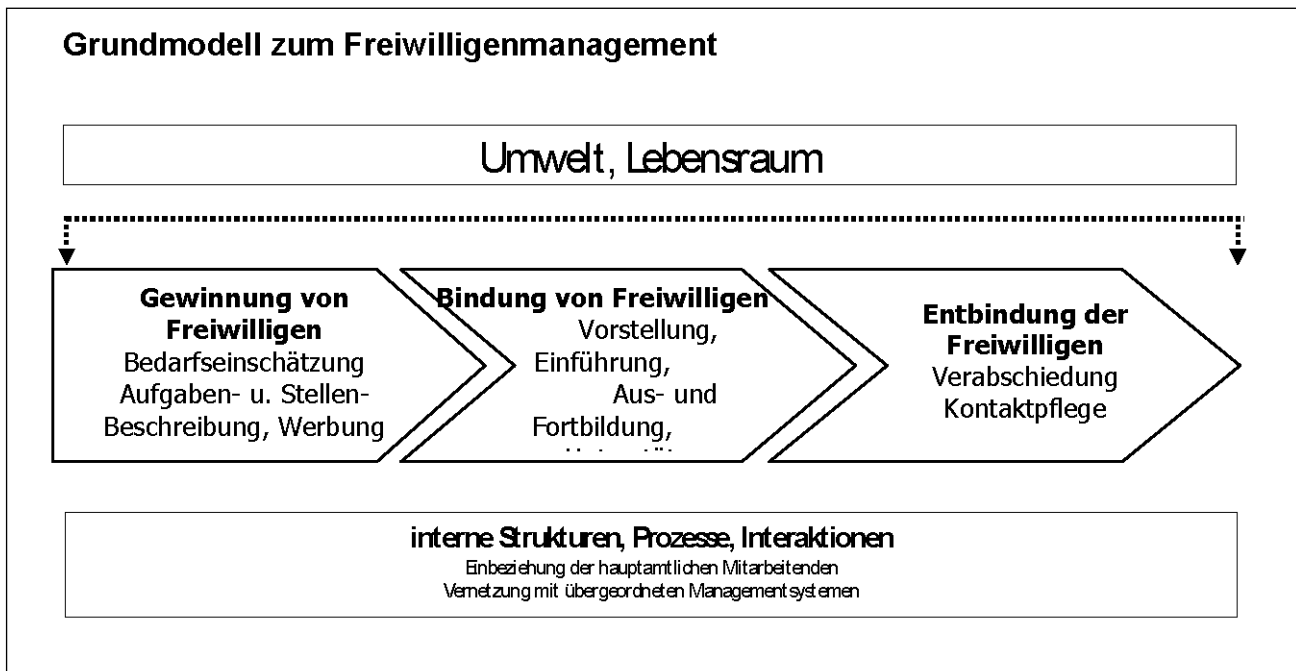 Grundmodell zum Freiwilligenmanagement
Umwelt, Lebensraum
Gewinnung von
Freiwilligen
Bedarfseinschätzung
Aufgaben- u. Stellen-
Beschreibung, Werbung
Bindung von Freiwilligen
Vorstellung,
Einführung,
Aus- und
Fortbildung,
Entbindung der
Freiwilligen
Verabschiedung
Kontaktpflege
interne Strukturen, Prozesse, Interaktionen
Einbeziehung der hauptamtlichen Mitarbeitenden
Vernetzung mit übergeordneten Managementsystemen